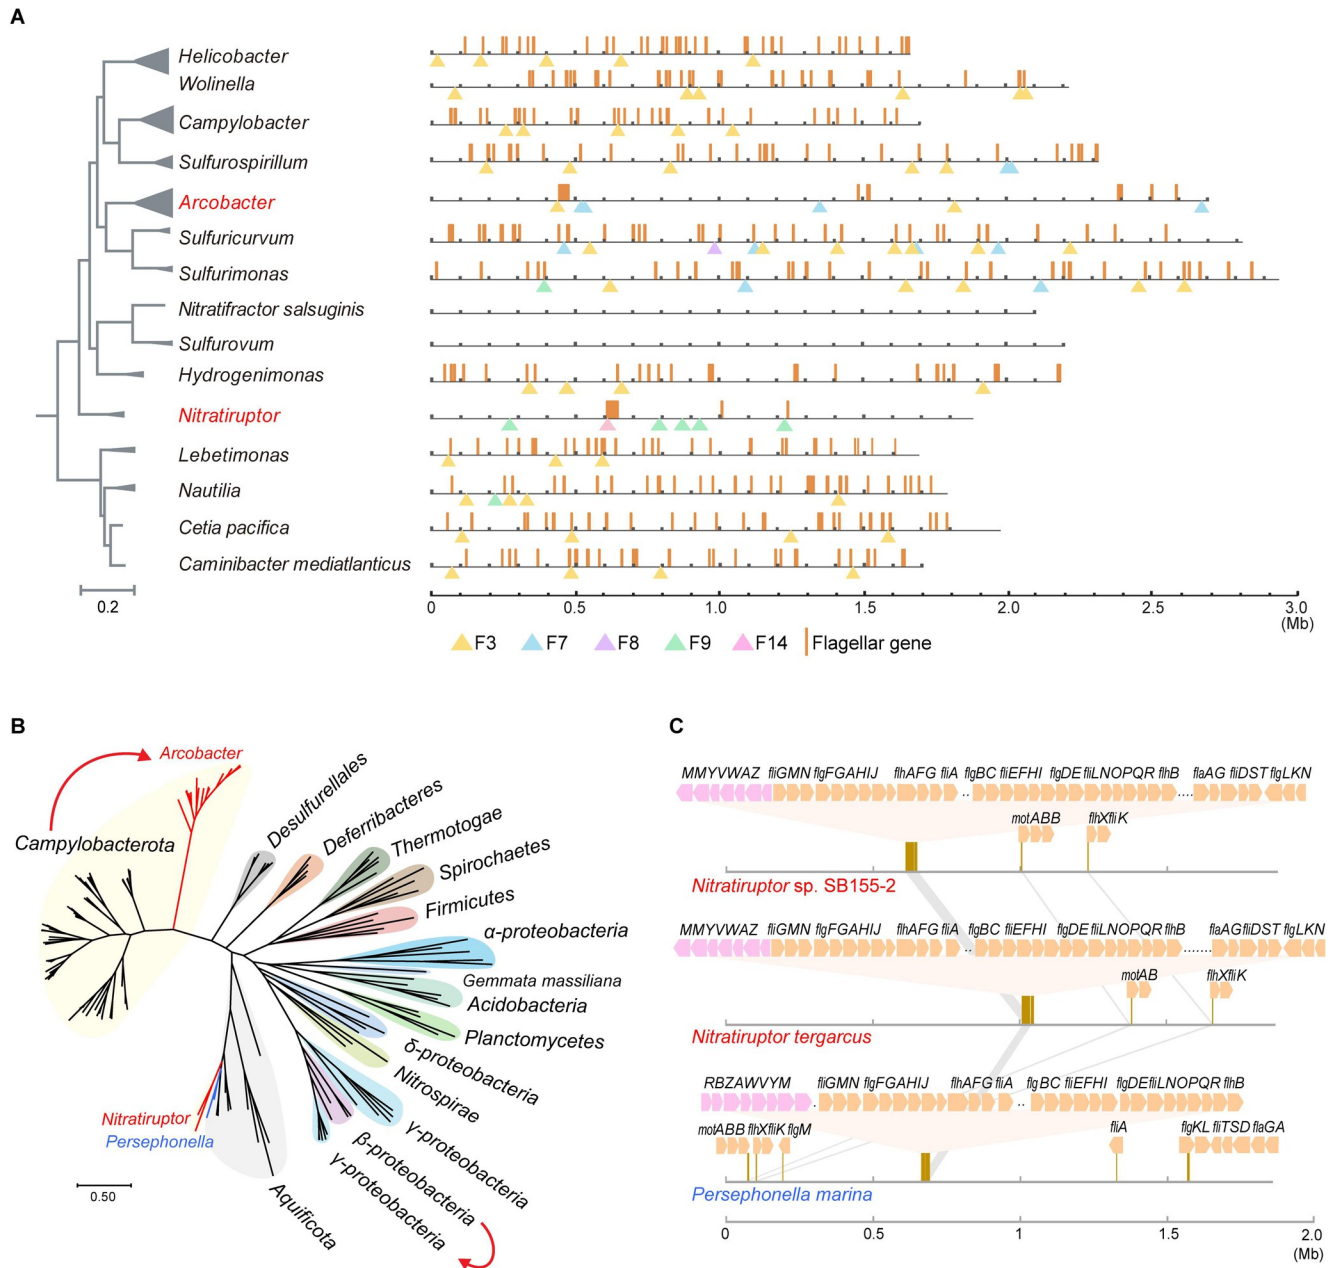 A
Helicobacter
Wolinella
Campylobacter
Sulfurospirillum
Arcobacter
Sulfuricurvum
Sulfurimonas
Nitratifractor salsuginis
Sulfurovum
Hydrogenimonas
Nitratiruptor
Lebetimonas
Nautilia
Cetia pacifica
Caminibacter mediatlanticus
0.2
0 0.5 1.0 1.5 2.0 2.5 3.0
(Mb)
F3 F7 F8 F9 F14 Flagellar gene
B
Arcobacter
Campylobacterota
Desulfurellales
Deferribacteres
Thermotogae
Spirochaetes
Firmicutes
α-proteobacteria
Gemmata massiliana
Acidobacteria
Planctomycetes
δ-proteobacteria
Nitrospirae
γ-proteobacteria
β-proteobacteria
γ-proteobacteria
Aquificota
Nitratiruptor
Persephonella
0.50
C
MMYVWAZ fliGMN flgFGAHIJ flhAFG fliA flgBC fliEFHI flgDE fliLNOPQR flhB flaAG fliDST flgLKN
motABB flhXfliK
Nitratiruptor sp. SB155-2
MMYVWAZ fliGMN flgFGAHIJ flhAFG fliA flgBC fliEFHI flgDE fliLNOPQR flhB flaAG fliDST flgLKN
motAB flhXfliK
Nitratiruptor tergarcus
RBZAWVYM fliGMN flgFGAHIJ flhAFG fliA flgBC fliEFHI flgDE fliLNOPQR flhB
motABB flhXfliK flgM fliA flgKL fliTSD flaGA
Persephonella marina
0 0.5 1 1.5 2.0
(Mb)